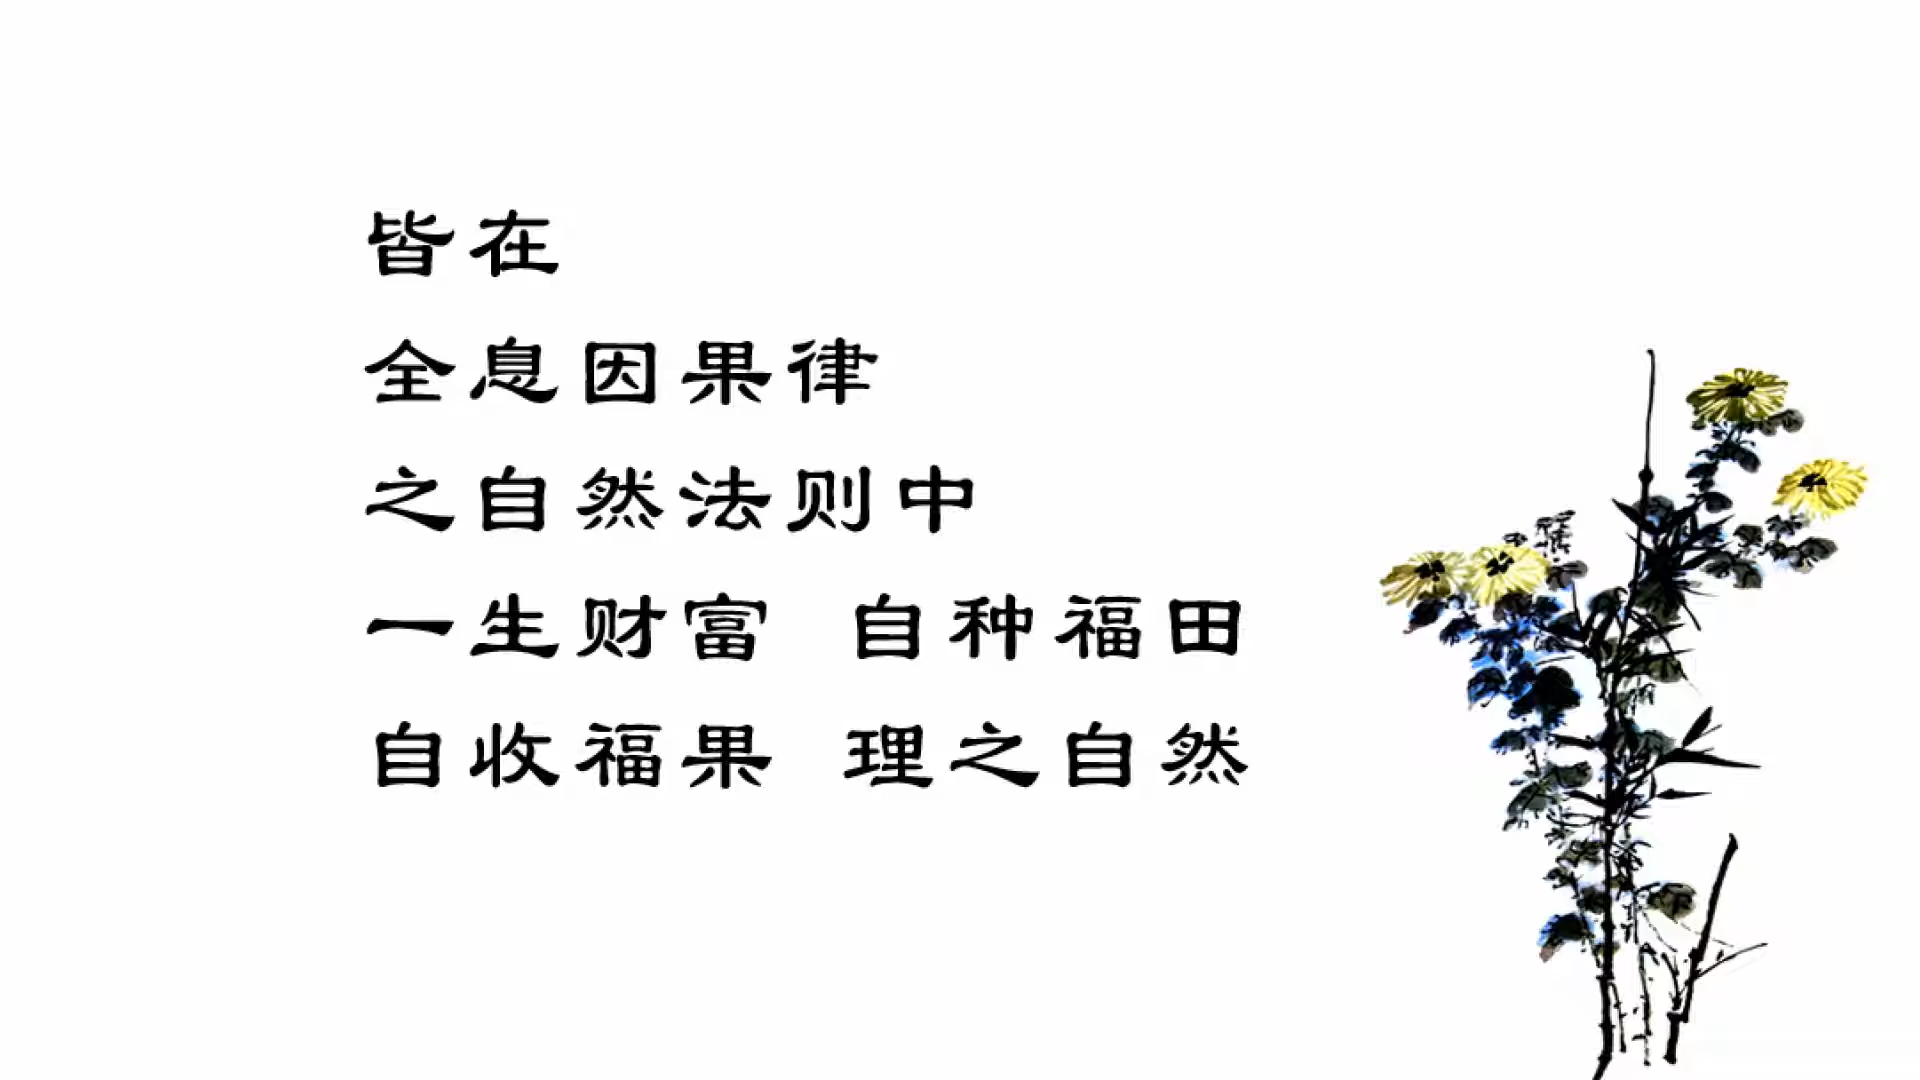 皆在
全息因果律
之自然法则中
一生财富 自种福田
自收福果 理之自然